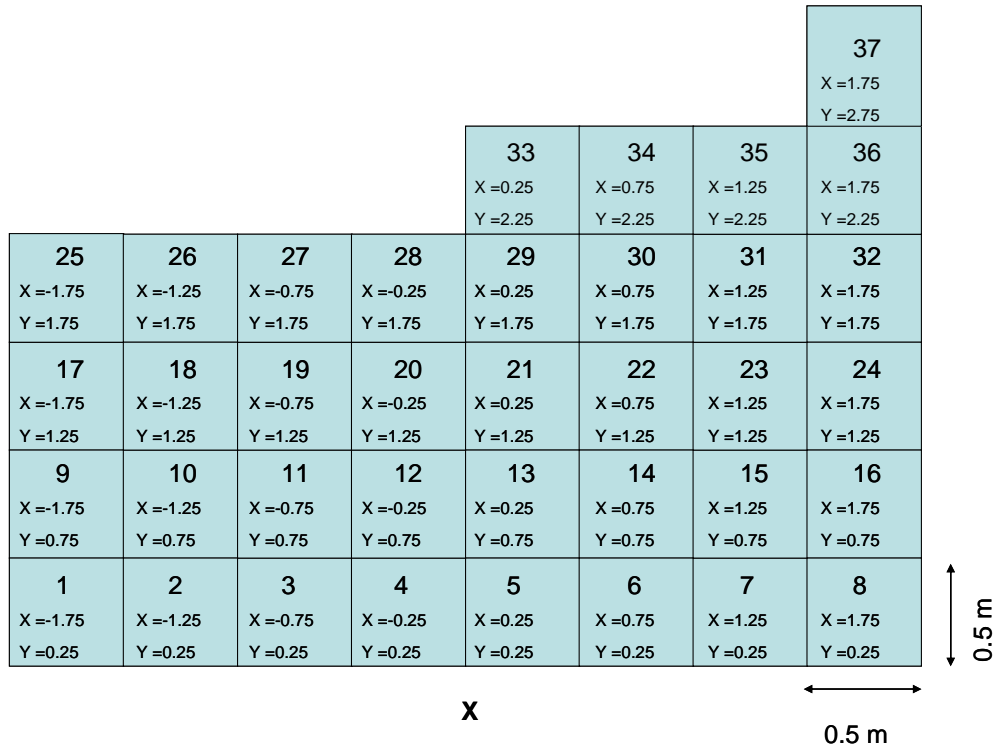 37
X =1.75
Y =2.75
33 34 35 36
X =0.25 X =0.75 X =1.25 X =1.75
Y =2.25 Y =2.25 Y =2.25 Y =2.25
25 26 27 28 29 30 31 32
X =-1.75 X =-1.25 X =-0.75 X =-0.25 X =0.25 X =0.75 X =1.25 X =1.75
Y =1.75 Y =1.75 Y =1.75 Y =1.75 Y =1.75 Y =1.75 Y =1.75 Y =1.75
17 18 19 20 21 22 23 24
X =-1.75 X =-1.25 X =-0.75 X =-0.25 X =0.25 X =0.75 X =1.25 X =1.75
Y =1.25 Y =1.25 Y =1.25 Y =1.25 Y =1.25 Y =1.25 Y =1.25 Y =1.25
9 10 11 12 13 14 15 16
X =-1.75 X =-1.25 X =-0.75 X =-0.25 X =0.25 X =0.75 X =1.25 X =1.75
Y =0.75 Y =0.75 Y =0.75 Y =0.75 Y =0.75 Y =0.75 Y =0.75 Y =0.75
1 2 3 4 5 6 7 8
X =-1.75 X =-1.25 X =-0.75 X =-0.25 X =0.25 X =0.75 X =1.25 X =1.75
Y =0.25 Y =0.25 Y =0.25 Y =0.25 Y =0.25 Y =0.25 Y =0.25 Y =0.25
0.5 m
X
0.5 m